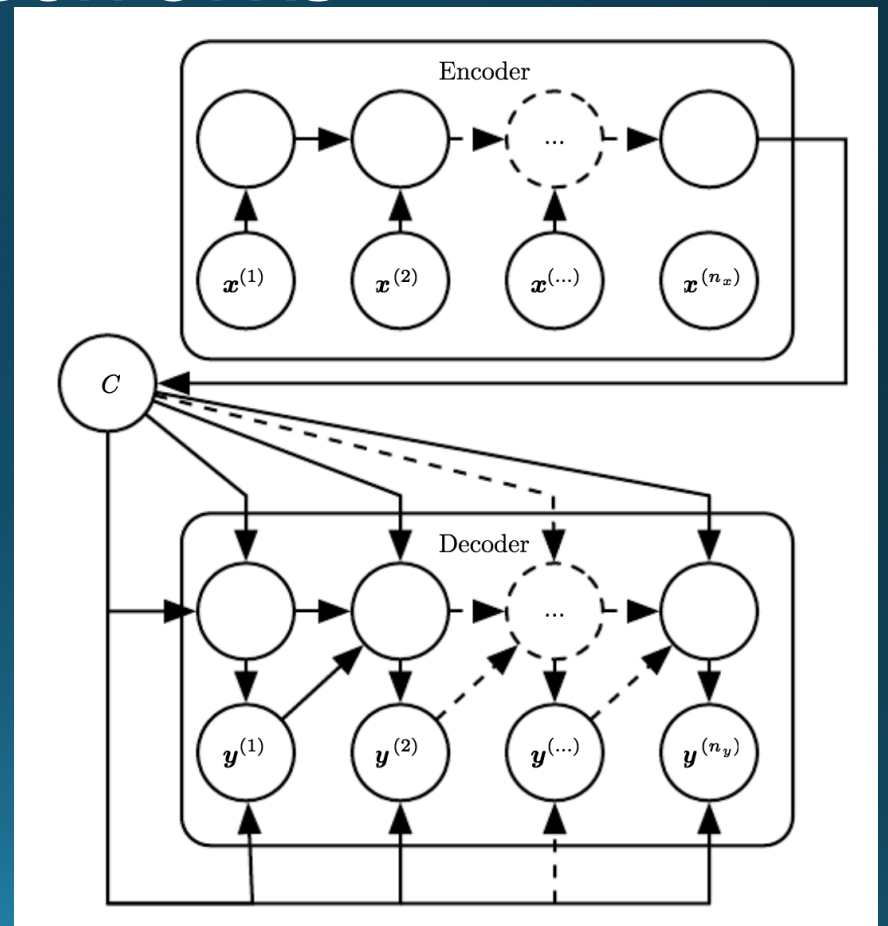 Encoder
...
x^(1) x^(2) x^(...) x^(n_x)
C
Decoder
...
y^(1) y^(2) y^(...) y^(n_y)